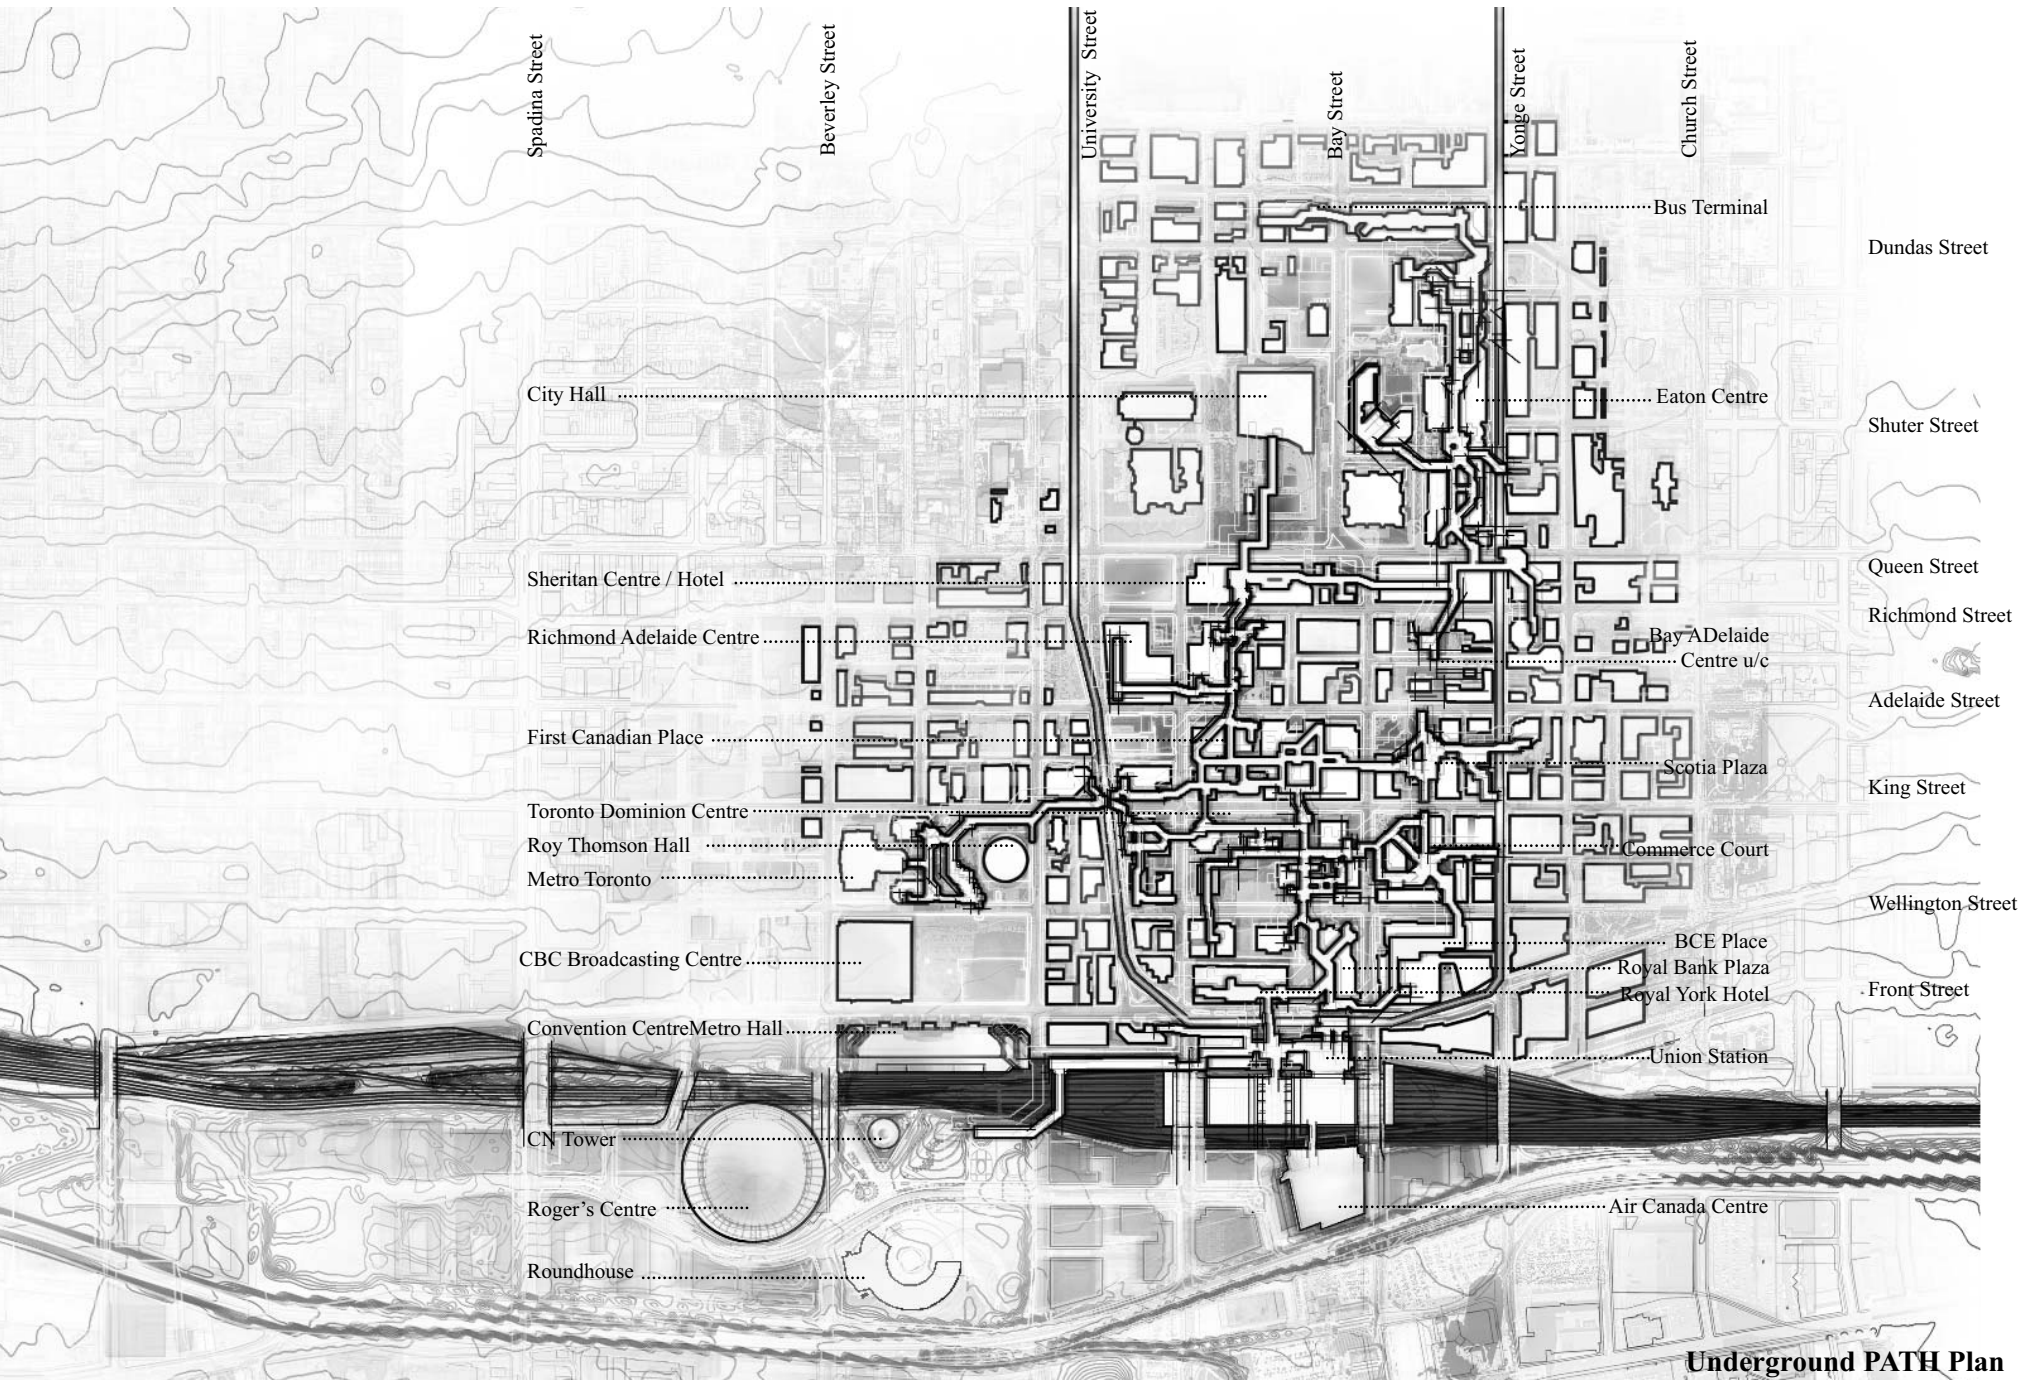 Spadina Street
Beverley Street
University Street
Bay Street
Yonge Street
Church Street
Bus Terminal
Dundas Street
City Hall
Eaton Centre
Shuter Street
Queen Street
Sheritan Centre / Hotel
Richmond Street
Richmond Adelaide Centre
Bay ADelaide
Centre u/c
Adelaide Street
First Canadian Place
Scotia Plaza
King Street
Toronto Dominion Centre
Roy Thomson Hall
Commerce Court
Metro Toronto
Wellington Street
BCE Place
CBC Broadcasting Centre
Royal Bank Plaza
Royal York Hotel
Front Street
Convention CentreMetro Hall
Union Station
CN Tower
Roger's Centre
Air Canada Centre
Roundhouse
Underground PATH Plan